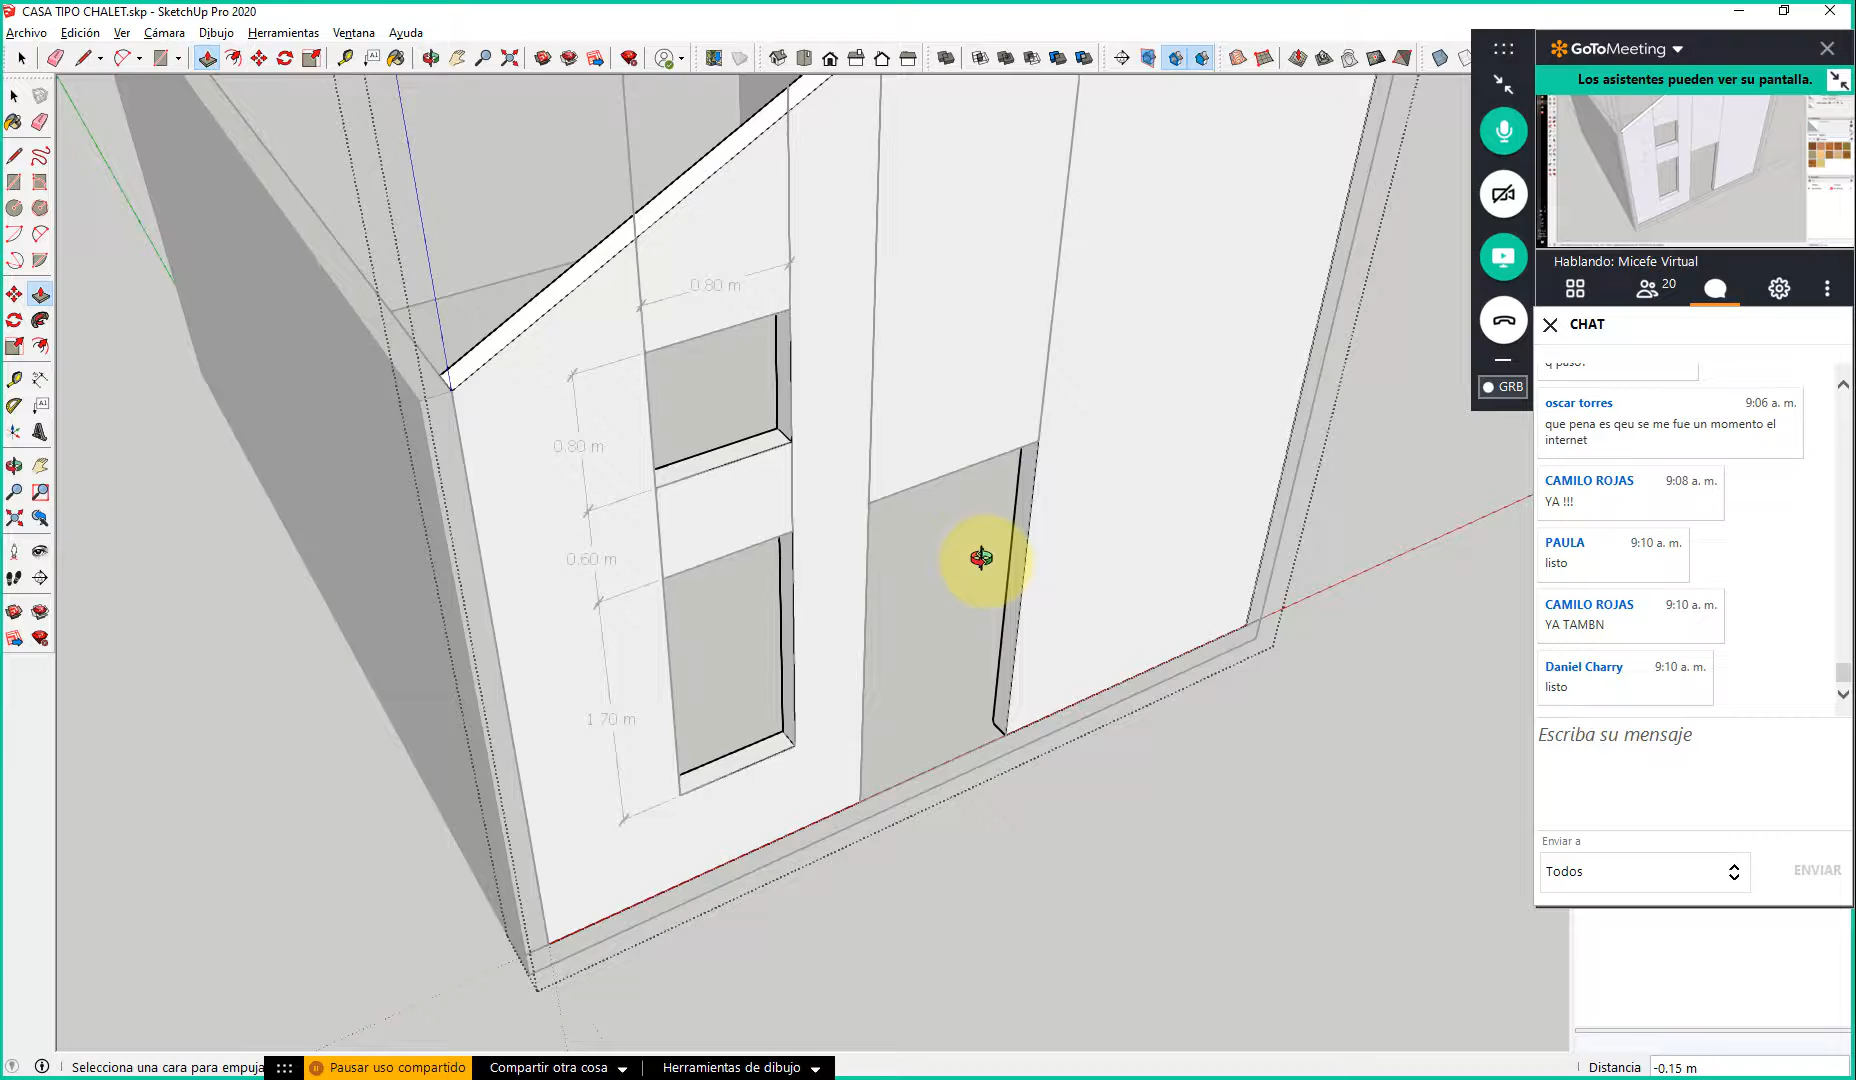 CASA TIPO CHALET.skp - SketchUp Pro 2020
Archivo Edición Ver Cámara Dibujo Herramientas Ventana Ayuda
GoToMeeting
Los asistentes pueden ver su pantalla.
Hablando: Micefe Virtual
20
CHAT
GRB
oscar torres 9:06 a. m.
que pena es qeu se me fue un momento el
internet
CAMILO ROJAS 9:08 a. m.
YA !!!
PAULA 9:10 a. m.
listo
CAMILO ROJAS 9:10 a. m.
YA TAMBN
Daniel Charry 9:10 a. m.
listo
Escriba su mensaje
Enviar a
Todos
ENVIAR
0.80 m
0.80 m
0.60 m
1.70 m
Selecciona una cara para empuja
Pausar uso compartido
Compartir otra cosa
Herramientas de dibujo
Distancia
-0.15 m